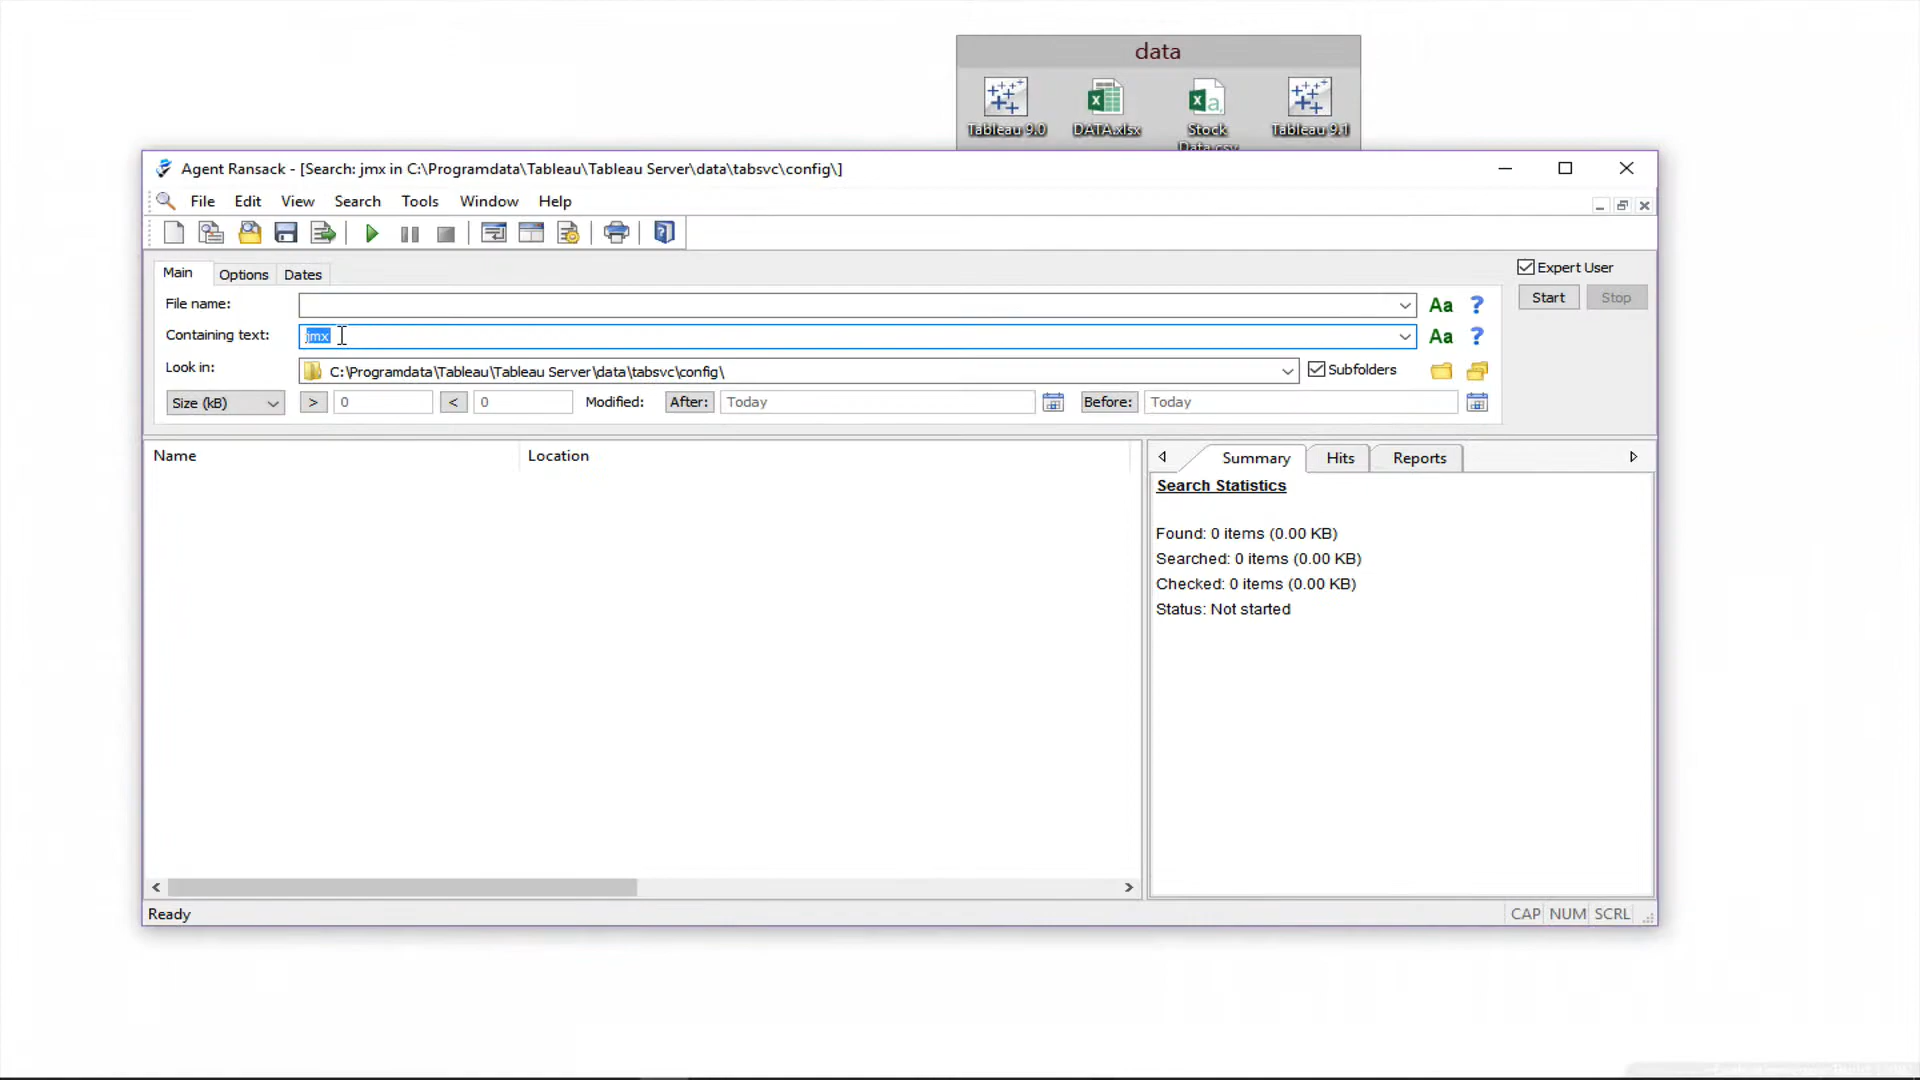 data
Tableau 9.0
DATA.xlsx
Stock
Data.csv
Tableau 9.1
Agent Ransack - [Search: jmx in C:\Programdata\Tableau\Tableau Server\data\tabsvc\config\]
File Edit View Search Tools Window Help
Main Options Dates
Expert User
File name: Aa ?
Start Stop
Containing text: jmx Aa ?
Look in: C:\Programdata\Tableau\Tableau Server\data\tabsvc\config\ Subfolders
Size (kB) > 0 < 0 Modified: After: Today Before: Today
Name Location
Summary Hits Reports
Search Statistics
Found: 0 items (0.00 KB)
Searched: 0 items (0.00 KB)
Checked: 0 items (0.00 KB)
Status: Not started
Ready
CAP NUM SCRL